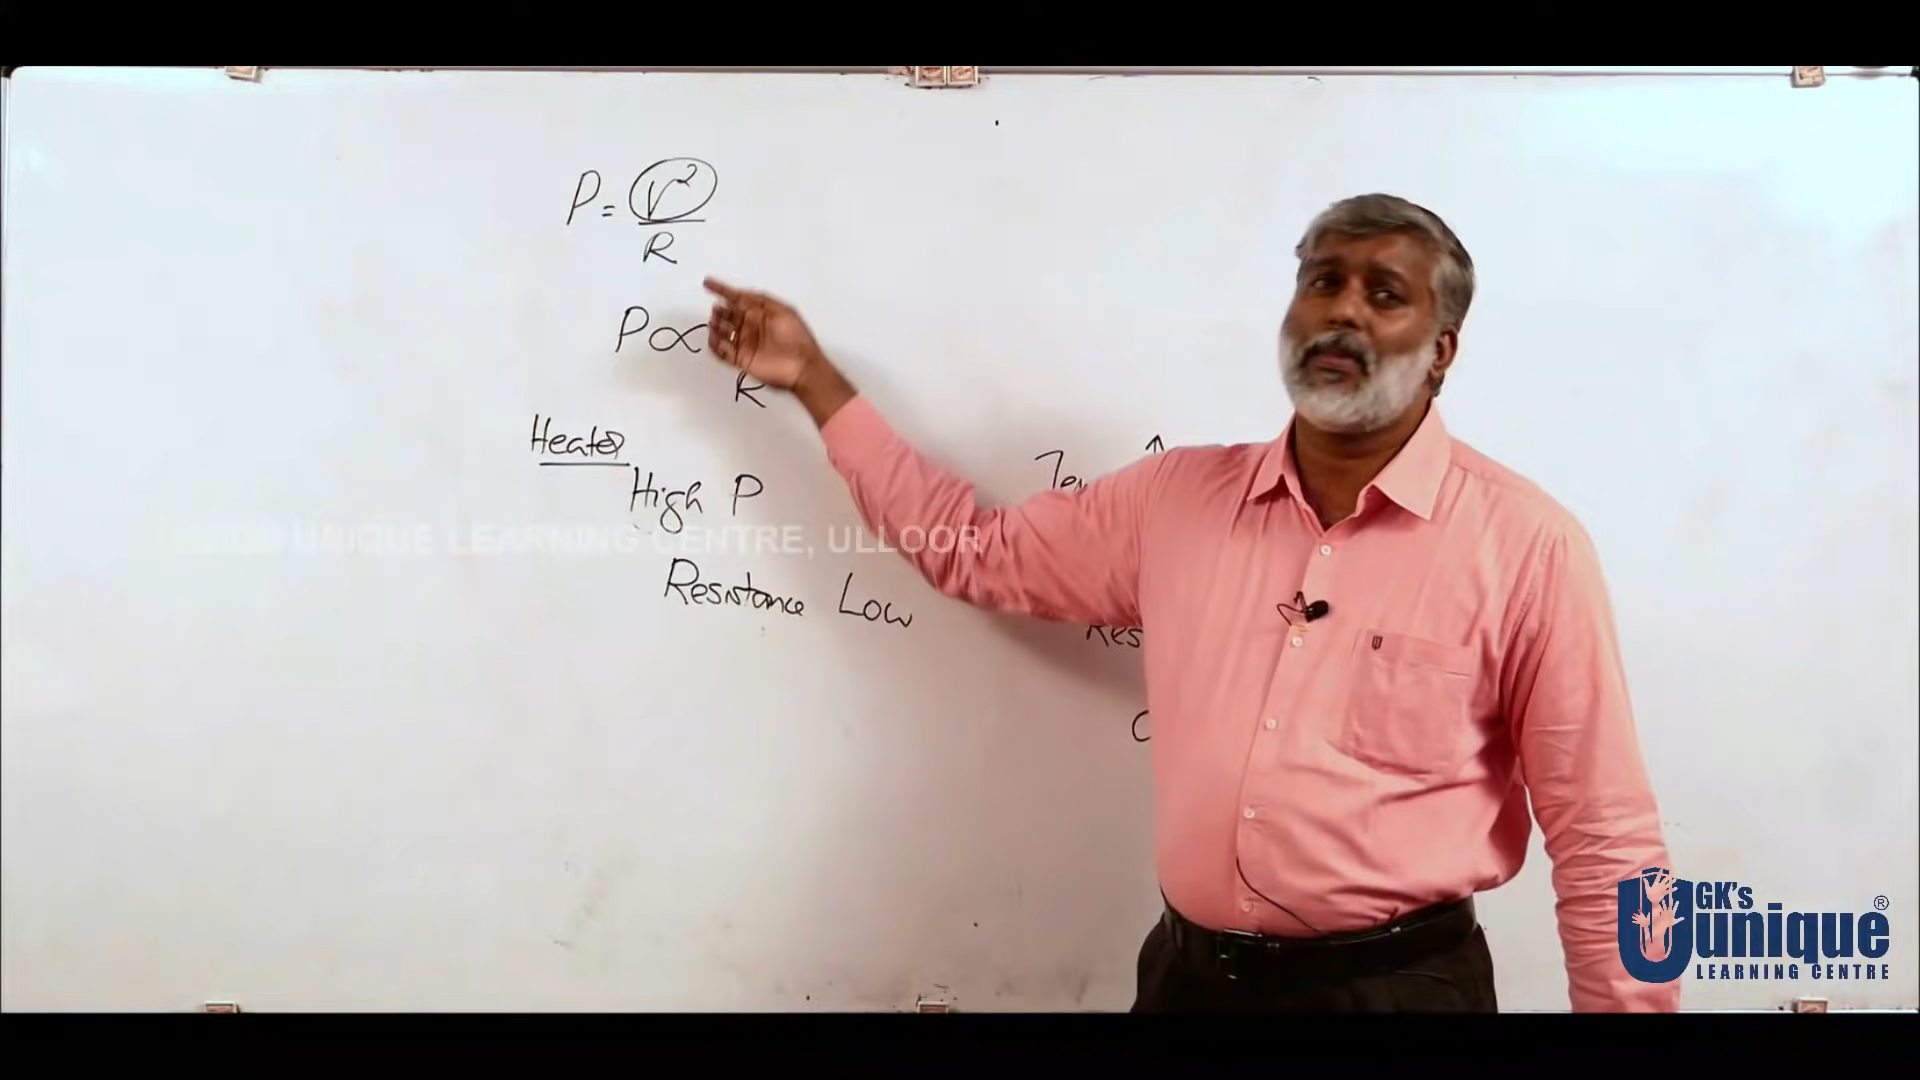 P = V²
R
P ∝
R
Heater
High P
Resistance Low
UNIQUE LEARNING CENTRE, ULLOOR
GK's
unique®
LEARNING CENTRE